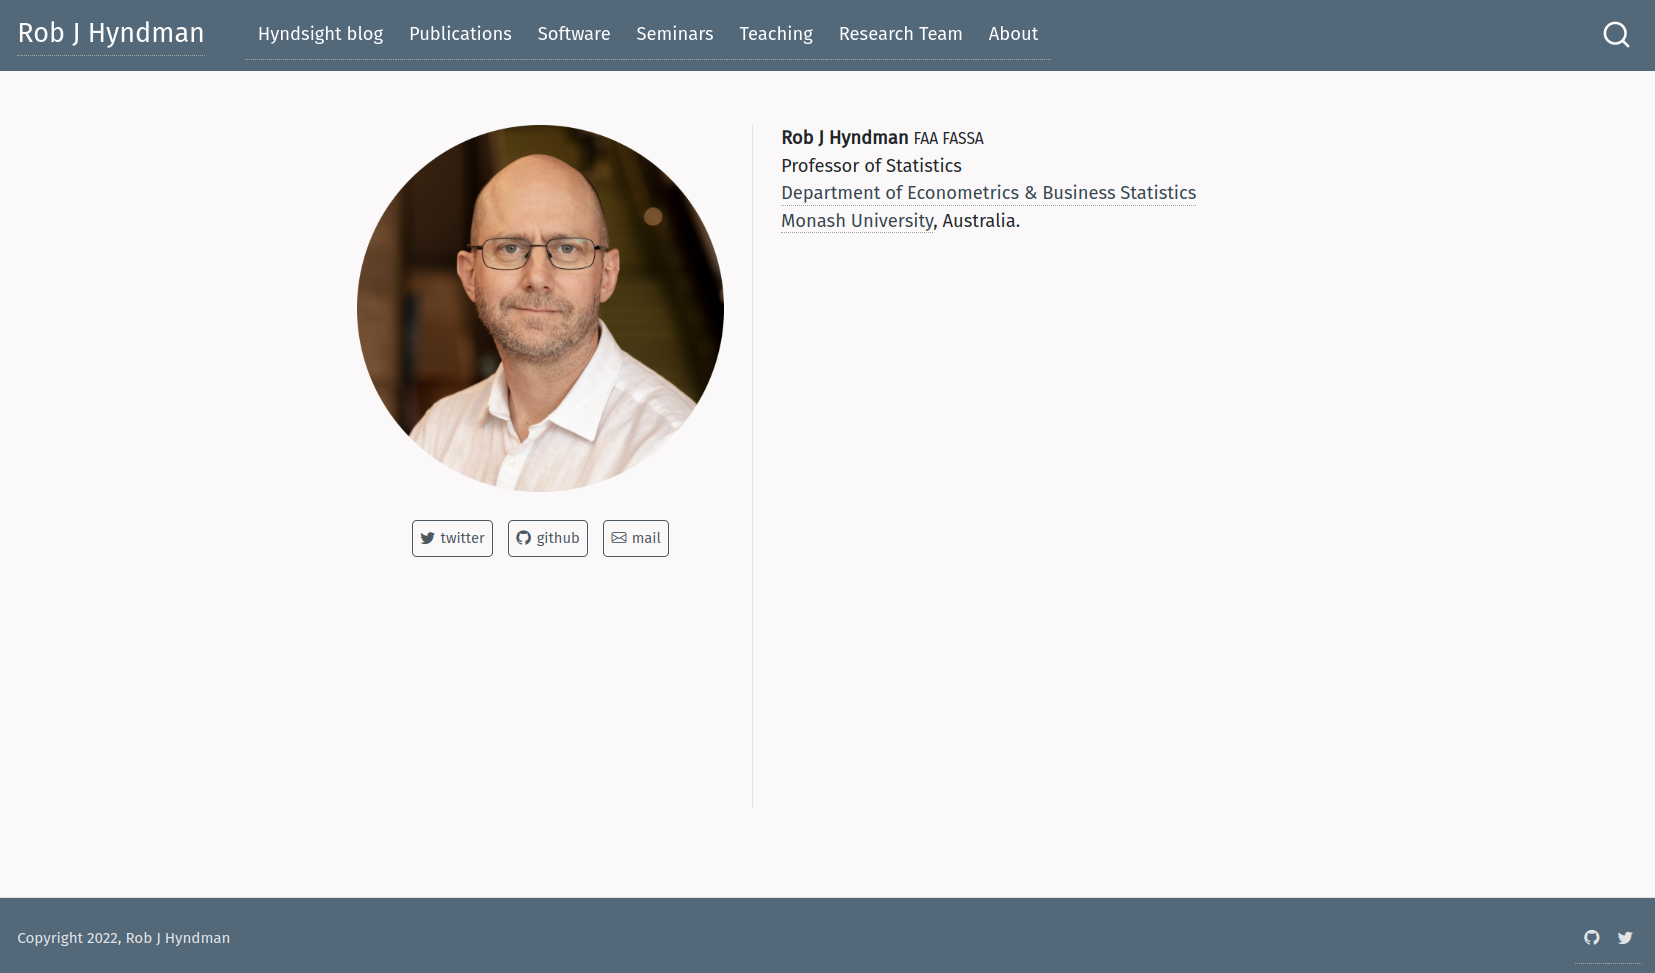 Rob J Hyndman
Hyndsight blog Publications Software Seminars Teaching Research Team About
Rob J Hyndman FAA FASSA
Professor of Statistics
Department of Econometrics & Business Statistics
Monash University, Australia.
twitter github mail
Copyright 2022, Rob J Hyndman